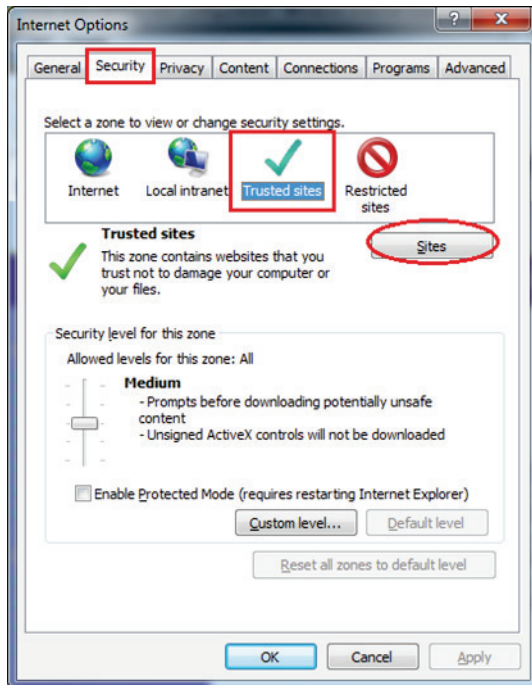 Internet Options
?
X
General Security Privacy Content Connections Programs Advanced
Select a zone to view or change security settings.
Internet Local intranet Trusted sites Restricted
sites
Trusted sites
Sites
This zone contains websites that you
trust not to damage your computer or
your files.
Security level for this zone
Allowed levels for this zone: All
Medium
- Prompts before downloading potentially unsafe
content
- Unsigned ActiveX controls will not be downloaded
Enable Protected Mode (requires restarting Internet Explorer)
Custom level... Default level
Reset all zones to default level
OK Cancel Apply